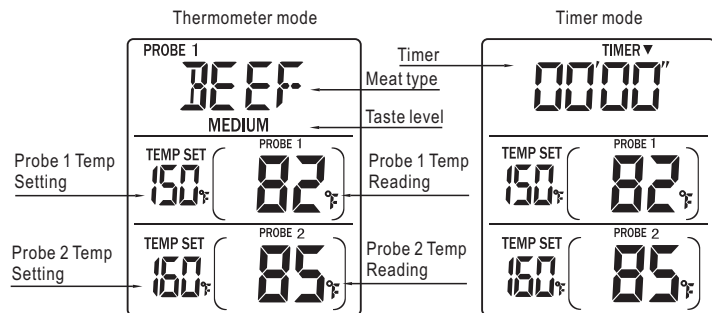 Thermometer mode
PROBE 1
BEEF
MEDIUM
TEMP SET
150°F
PROBE 1
82°F
TEMP SET
160°F
PROBE 2
85°F
Probe 1 Temp
Setting
Probe 2 Temp
Setting
Timer
Meat type
Taste level
Probe 1 Temp
Reading
Probe 2 Temp
Reading
Timer mode
TIMER▼
00'00"
TEMP SET
150°F
PROBE 1
82°F
TEMP SET
160°F
PROBE 2
85°F